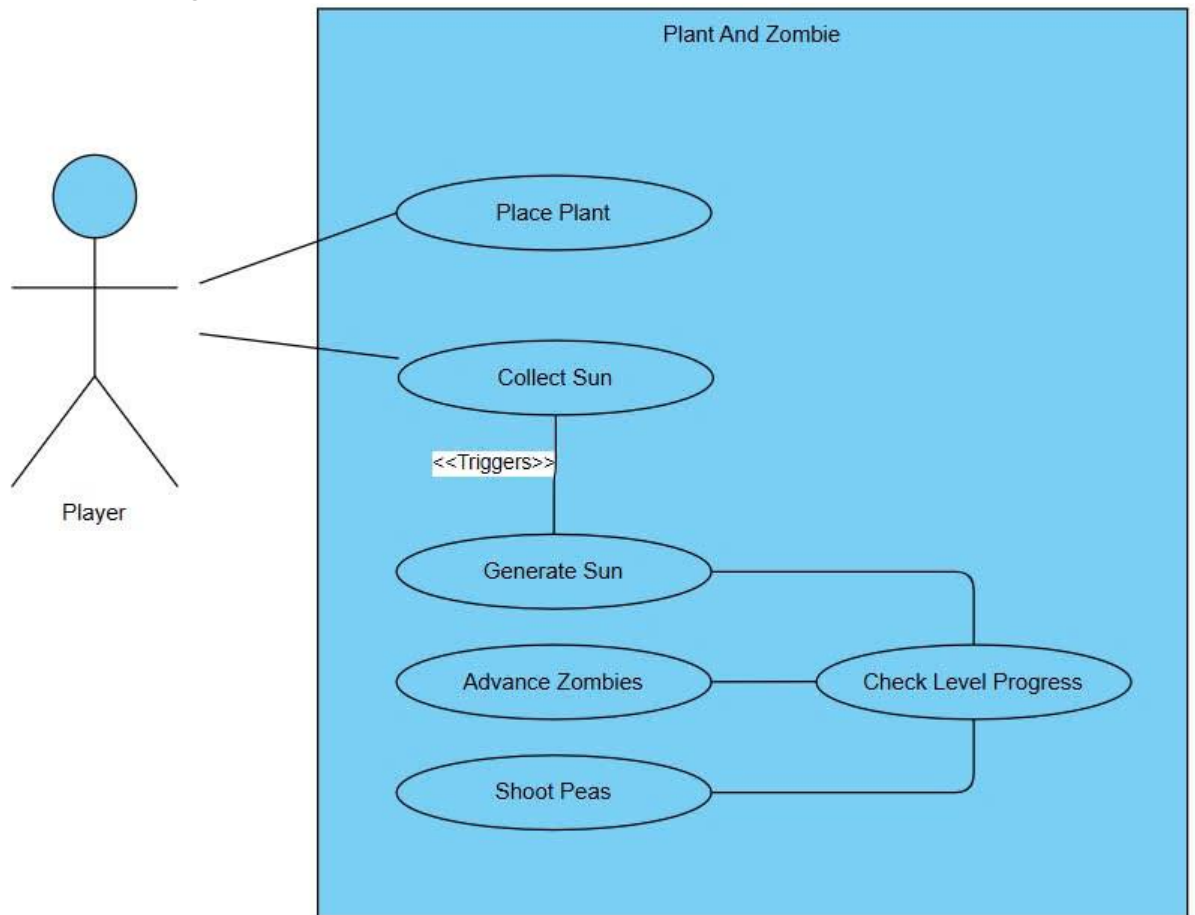 Plant And Zombie
Place Plant
Collect Sun
<<Triggers>>
Player
Generate Sun
Advance Zombies
Check Level Progress
Shoot Peas